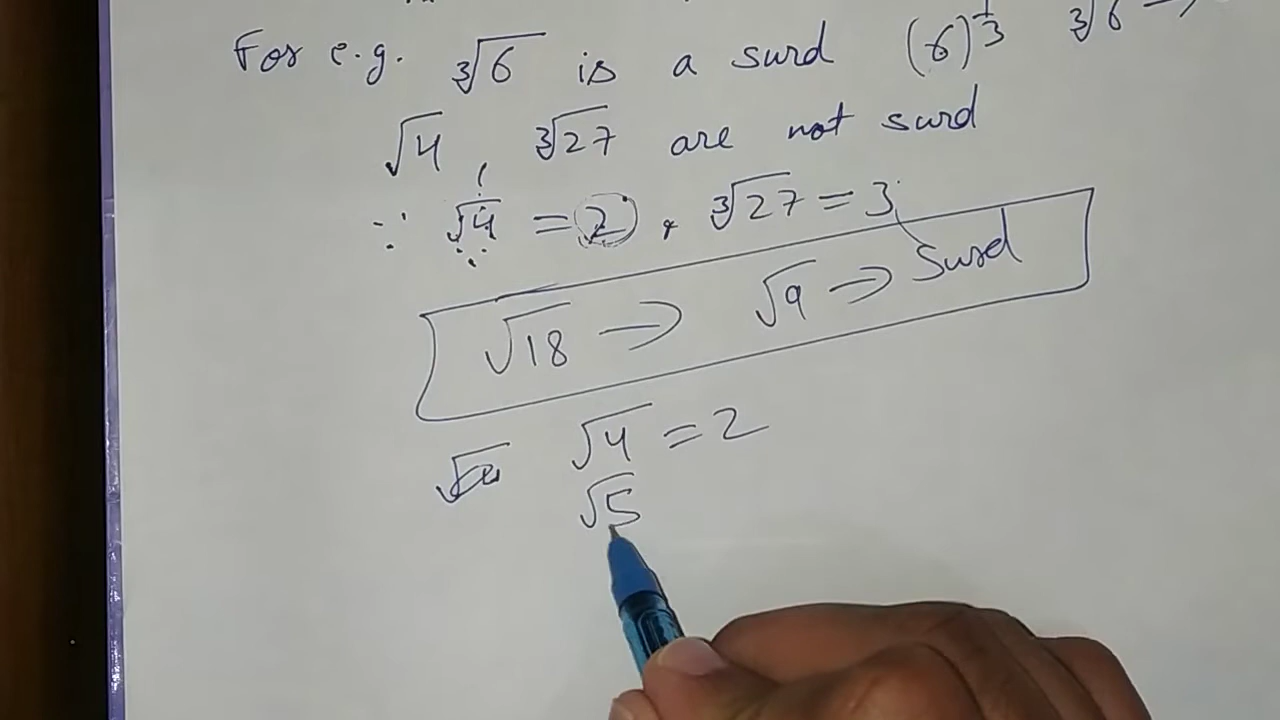 For e.g. ∛6 is a surd (6)^1/3 ∛6 →
√4, ∛27 are not surd
∵ √4 = 2, ∛27 = 3
√18 → √9 → Surd
√4 = 2
√5